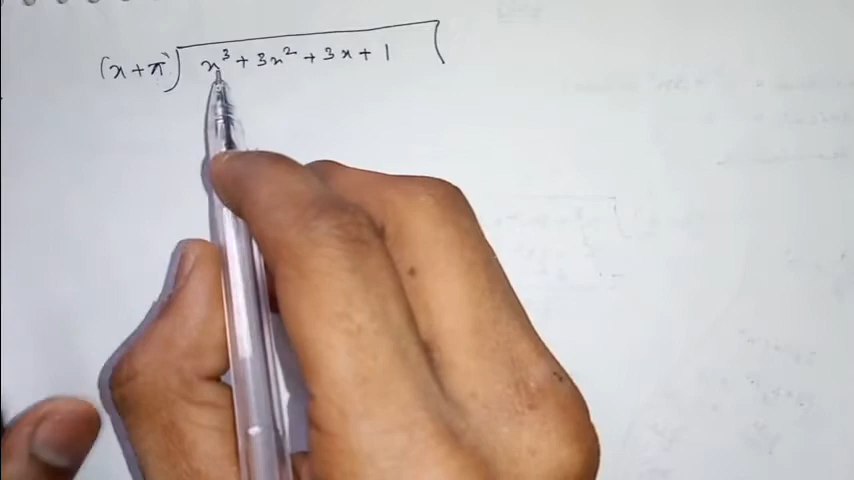 (x+π) x³ + 3x² + 3x + 1